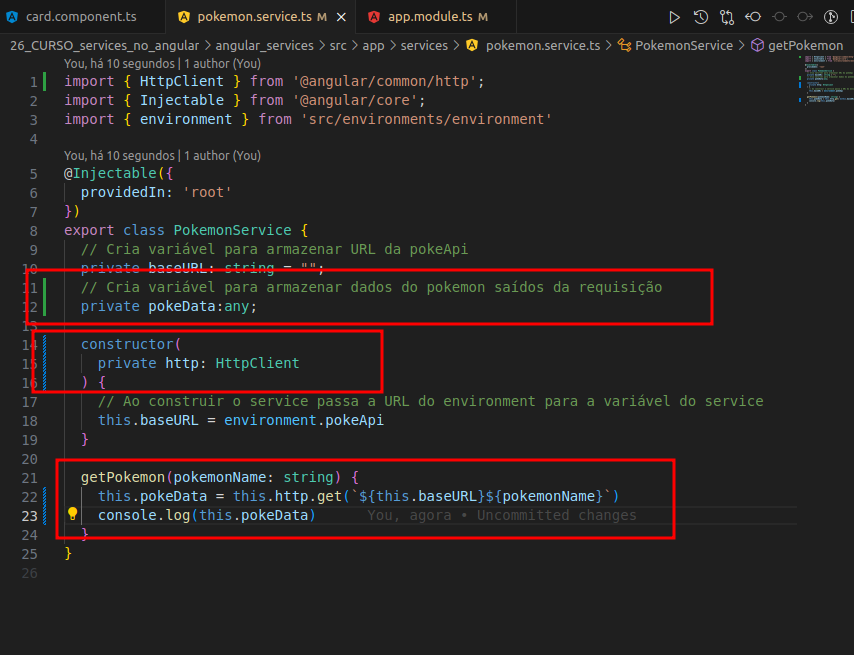 card.component.ts pokemon.service.ts M app.module.ts M
26_CURSO_services_no_angular > angular_services > src > app > services > pokemon.service.ts > PokemonService > getPokemon
You, há 10 segundos | 1 author (You)
1 import { HttpClient } from '@angular/common/http';
2 import { Injectable } from '@angular/core';
3 import { environment } from 'src/environments/environment'
4
You, há 10 segundos | 1 author (You)
5 @Injectable({
6 providedIn: 'root'
7 })
8 export class PokemonService {
9 // Cria variável para armazenar URL da pokeApi
10 private baseURL: string = "";
11 // Cria variável para armazenar dados do pokemon saídos da requisição
12 private pokeData:any;
13
14 constructor(
15 private http: HttpClient
16 ) {
17 // Ao construir o service passa a URL do environment para a variável do service
18 this.baseURL = environment.pokeApi
19 }
20
21 getPokemon(pokemonName: string) {
22 this.pokeData = this.http.get(`${this.baseURL}${pokemonName}`)
23 console.log(this.pokeData) You, agora • Uncommitted changes
24 }
25 }
26